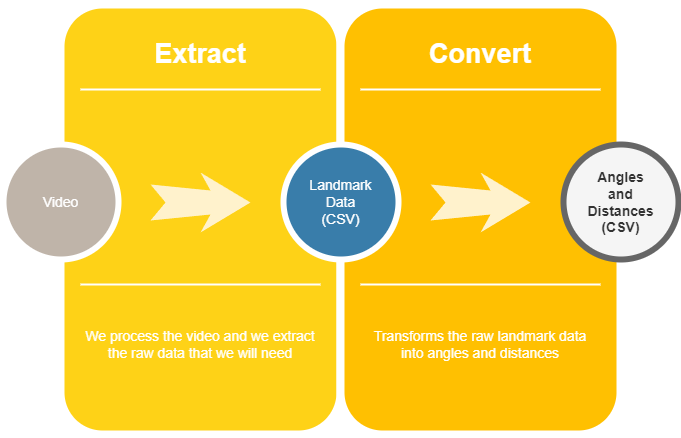 Extract
Convert
Video
Landmark
Data
(CSV)
Angles
and
Distances
(CSV)
We process the video and we extract
the raw data that we will need
Transforms the raw landmark data
into angles and distances